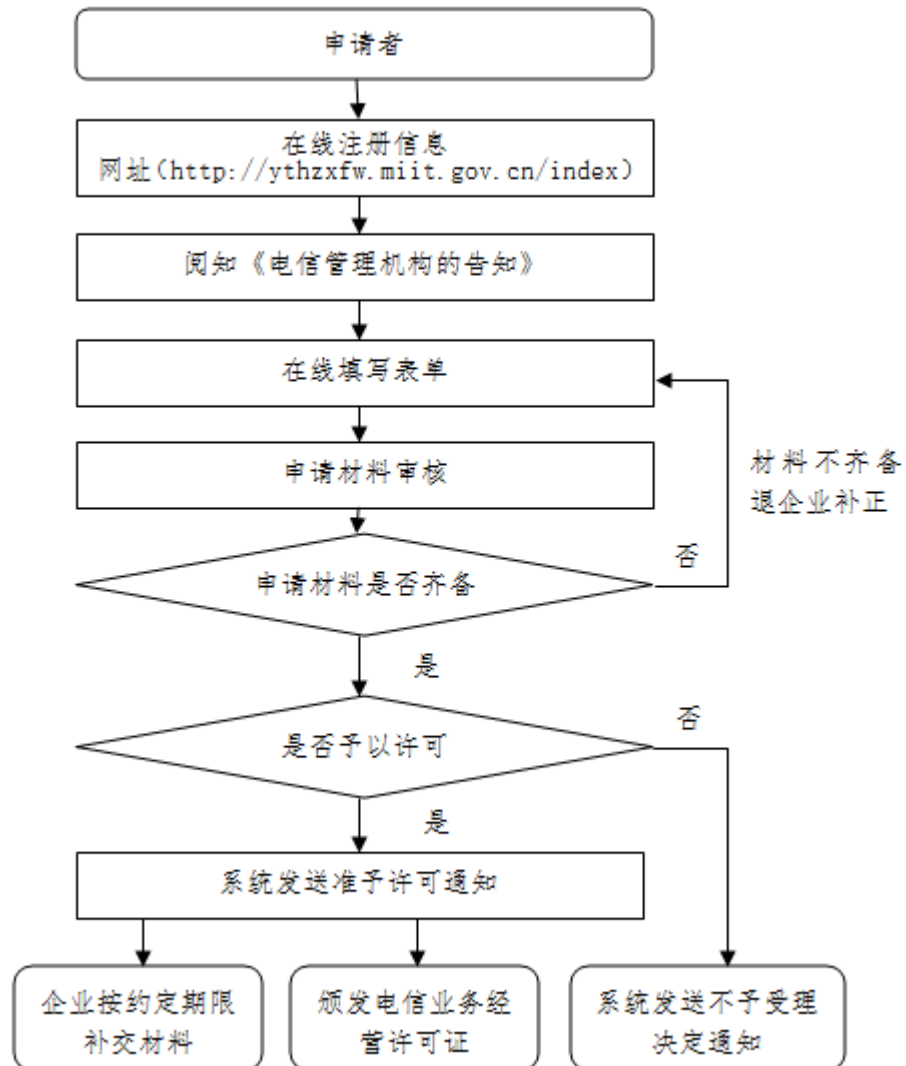 申请者
在线注册信息
网址(http://ythzxfw.miit.gov.cn/index)
阅知《电信管理机构的告知》
在线填写表单
申请材料审核
材料不齐备
退企业补正
否
申请材料是否齐备
是
否
是否予以许可
是
系统发送准予许可通知
企业按约定期限
补交材料
颁发电信业务经
营许可证
系统发送不予受理
决定通知